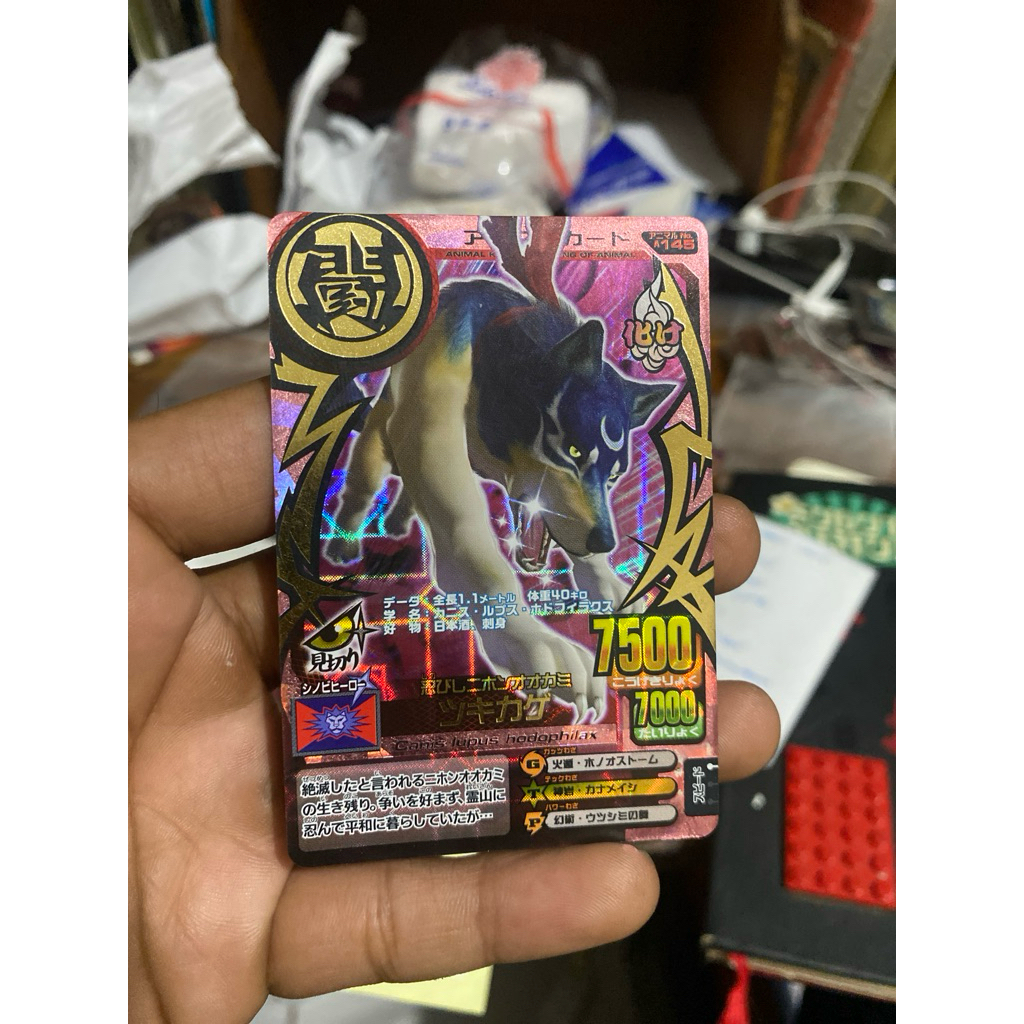 闘
カード
OF ANIMAL
アニマル No.
A145
化け
データ:全長1.1メートル 体重40キロ
学 名:カニス・ルプス・ホドフィラクス
好 物:日本酒、刺身
見切り
7500
こうげきりょく
シノビヒーロー
忍びしニホンオオカミ
ツキカゲ
7000
たいりょく
Canis lupus hodophilax
絶滅したと言われるニホンオオカミ
の生き残り。争いを好まず、霊山に
忍んで平和に暮らしていたが…
ガッツわざ
G 火遁・ホノオストーム
テックわざ
T 神岩・カナメイシ
パワーわざ
P 幻影・ウツシミの翼